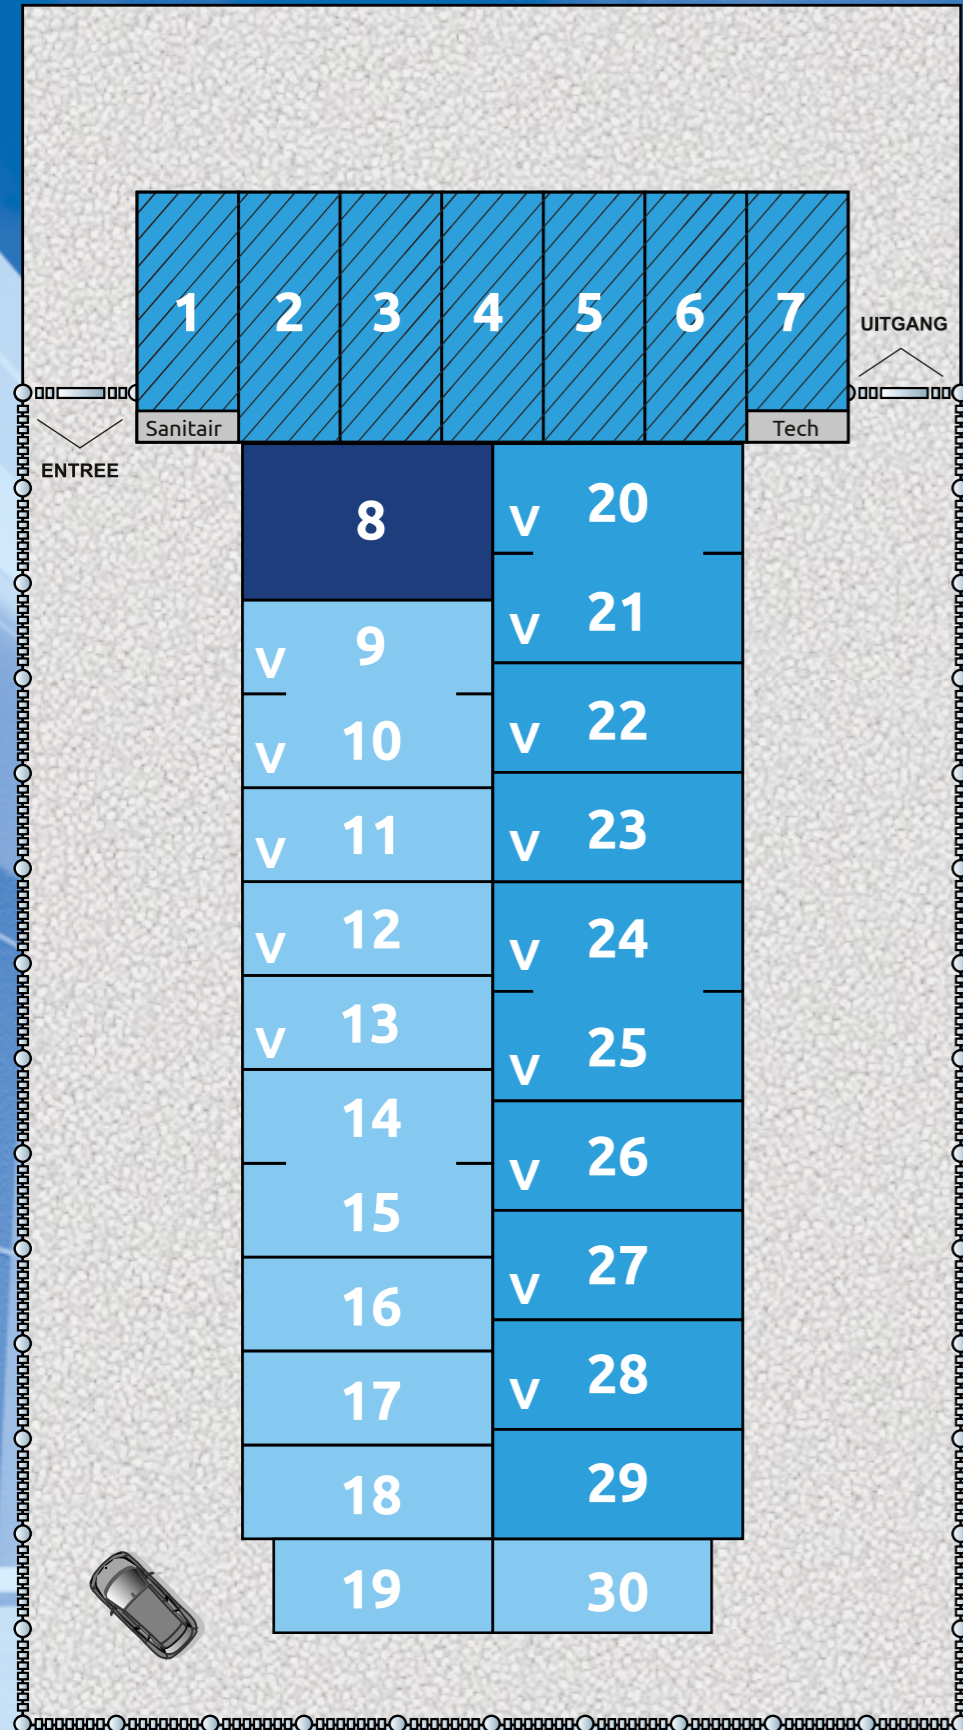 1 2 3 4 5 6 7
UITGANG
Sanitair
Tech
ENTREE
8
V 9
V 10
V 11
V 12
V 13
14
15
16
17
18
19
V 20
V 21
V 22
V 23
V 24
V 25
V 26
V 27
V 28
29
30